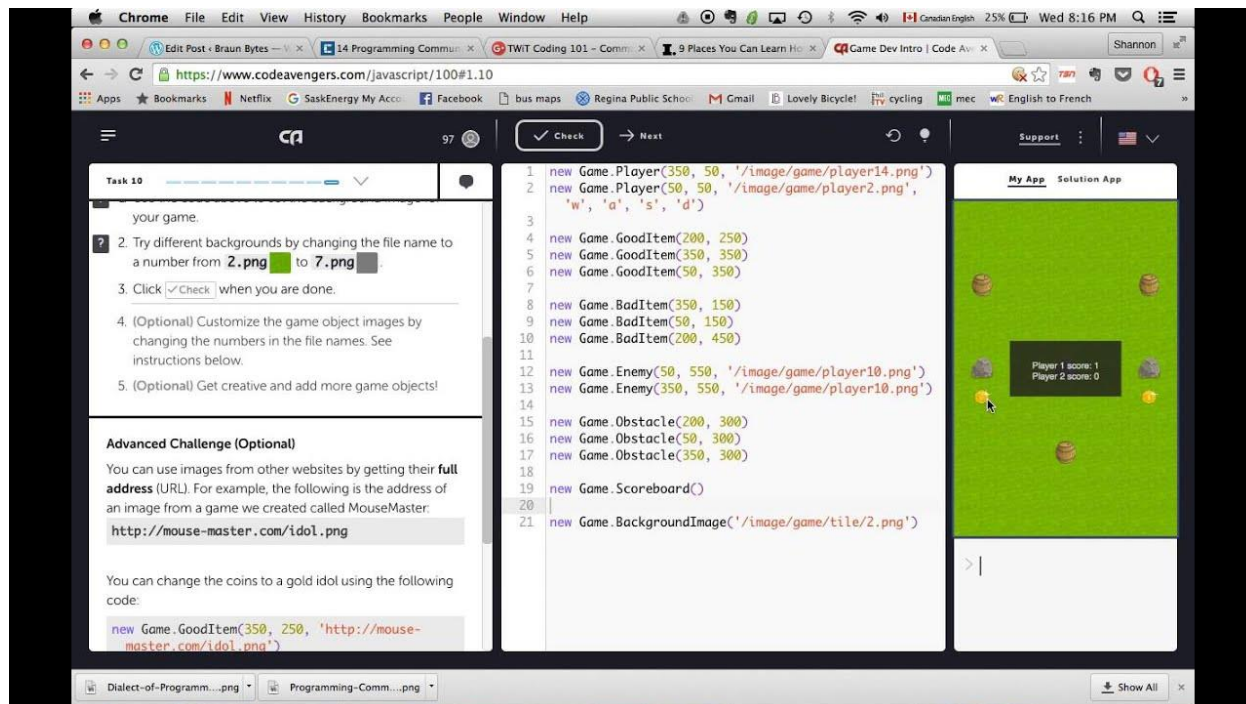 Chrome File Edit View History Bookmarks People Window Help Canadian English 25% Wed 8:16 PM
Edit Post ‹ Braun Bytes —
14 Programming Commun
TWiT Coding 101 - Comm
9 Places You Can Learn Ho
Game Dev Intro | Code Av
Shannon
https://www.codeavengers.com/javascript/100#1.10
Apps Bookmarks Netflix SaskEnergy My Acco Facebook bus maps Regina Public Schoo Gmail Lovely Bicycle! cycling mec English to French »
97
Check
Next
Support
Task 10
your game.
2. Try different backgrounds by changing the file name to
a number from 2.png to 7.png .
3. Click ✓Check when you are done.
4. (Optional) Customize the game object images by
changing the numbers in the file names. See
instructions below.
5. (Optional) Get creative and add more game objects!
Advanced Challenge (Optional)
You can use images from other websites by getting their full
address (URL). For example, the following is the address of
an image from a game we created called MouseMaster:
http://mouse-master.com/idol.png
You can change the coins to a gold idol using the following
code:
new Game.GoodItem(350, 250, 'http://mouse-
master.com/idol.png')
1 new Game.Player(350, 50, '/image/game/player14.png')
2 new Game.Player(50, 50, '/image/game/player2.png',
'w', 'a', 's', 'd')
3
4 new Game.GoodItem(200, 250)
5 new Game.GoodItem(350, 350)
6 new Game.GoodItem(50, 350)
7
8 new Game.BadItem(350, 150)
9 new Game.BadItem(50, 150)
10 new Game.BadItem(200, 450)
11
12 new Game.Enemy(50, 550, '/image/game/player10.png')
13 new Game.Enemy(350, 550, '/image/game/player10.png')
14
15 new Game.Obstacle(200, 300)
16 new Game.Obstacle(50, 300)
17 new Game.Obstacle(350, 300)
18
19 new Game.Scoreboard()
20
21 new Game.BackgroundImage('/image/game/tile/2.png')
My App Solution App
Player 1 score: 1
Player 2 score: 0
>
Dialect-of-Programm....png
Programming-Comm....png
Show All